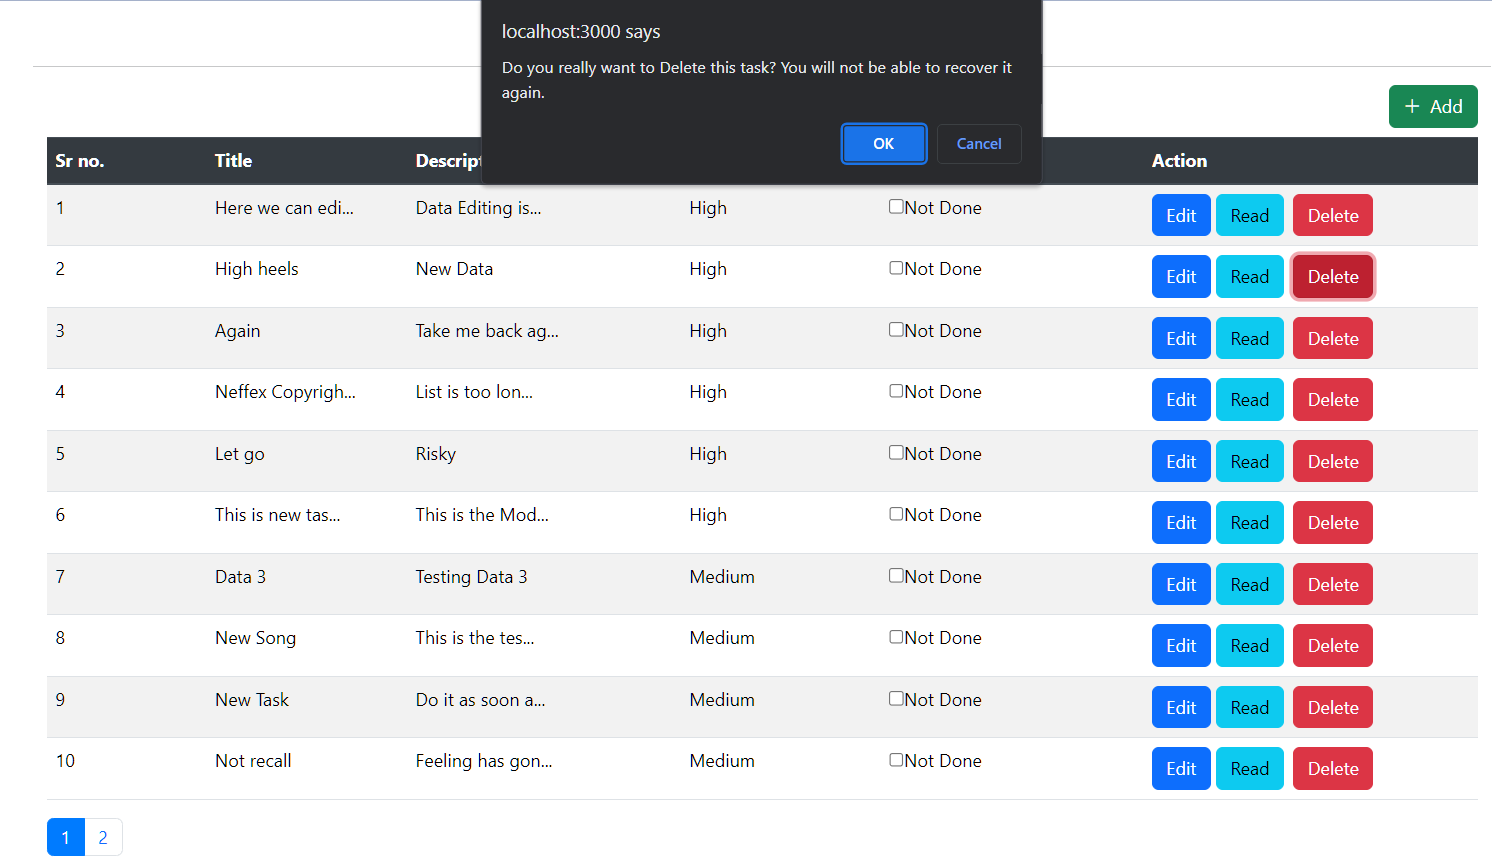 localhost:3000 says
Do you really want to Delete this task? You will not be able to recover it
again.
OK Cancel
+ Add
Sr no. Title Descript Action
1 Here we can edi... Data Editing is... High Not Done Edit Read Delete
2 High heels New Data High Not Done Edit Read Delete
3 Again Take me back ag... High Not Done Edit Read Delete
4 Neffex Copyrigh... List is too lon... High Not Done Edit Read Delete
5 Let go Risky High Not Done Edit Read Delete
6 This is new tas... This is the Mod... High Not Done Edit Read Delete
7 Data 3 Testing Data 3 Medium Not Done Edit Read Delete
8 New Song This is the tes... Medium Not Done Edit Read Delete
9 New Task Do it as soon a... Medium Not Done Edit Read Delete
10 Not recall Feeling has gon... Medium Not Done Edit Read Delete
1 2